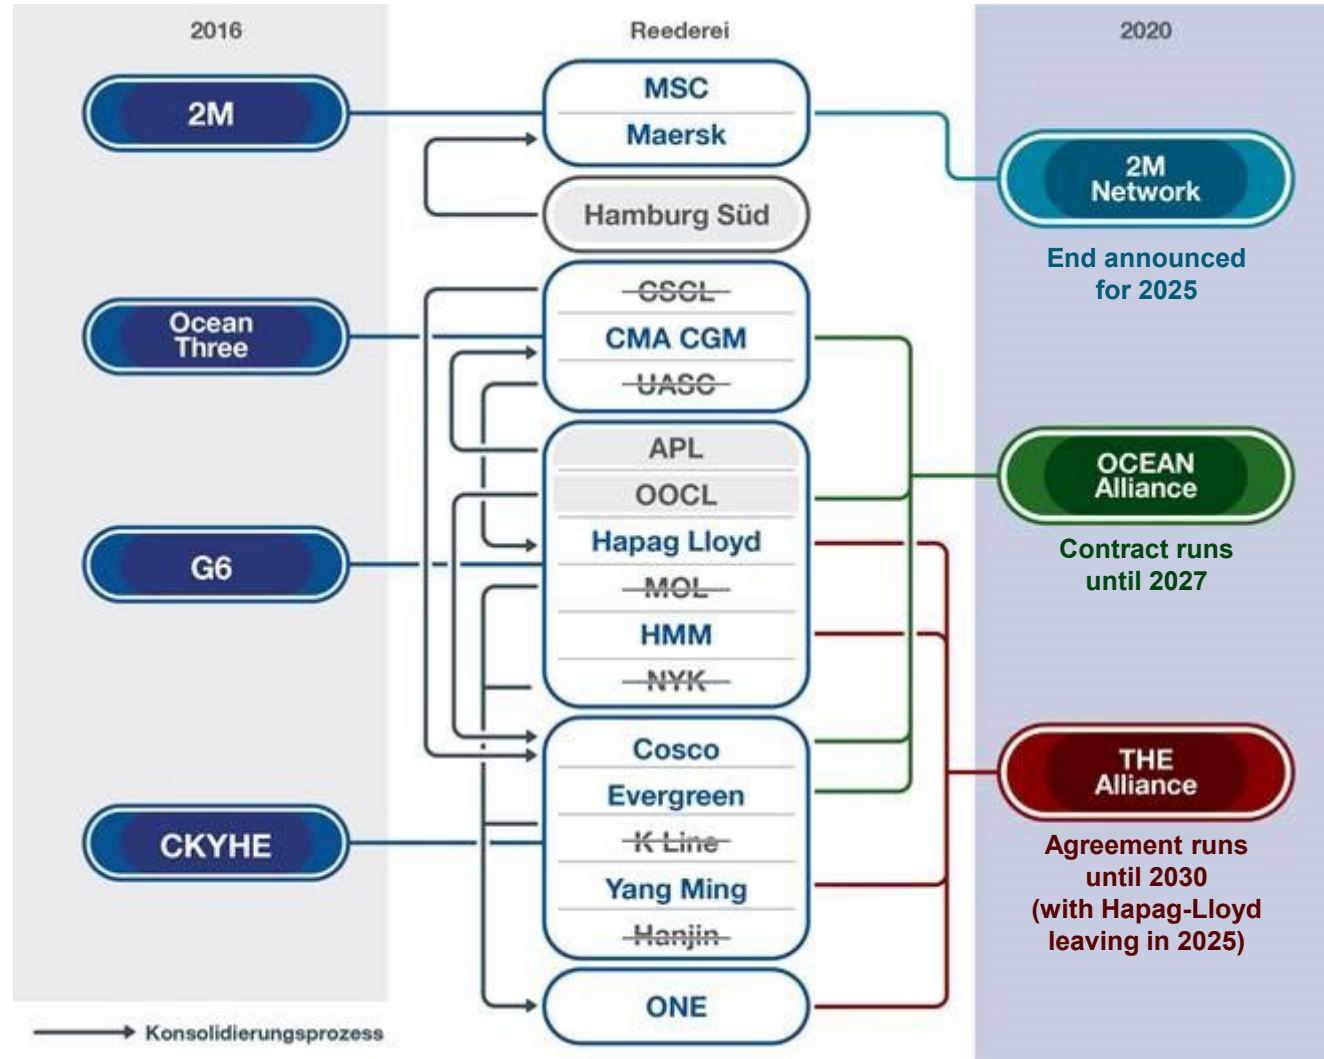 2016
Reederei
2020
2M
MSC
Maersk
Hamburg Süd
2M
Network
End announced
for 2025
Ocean
Three
CSCL
CMA CGM
UASC
APL
OOCL
Hapag Lloyd
MOL
HMM
NYK
OCEAN
Alliance
Contract runs
until 2027
G6
CKYHE
Cosco
Evergreen
K Line
Yang Ming
Hanjin
ONE
THE
Alliance
Agreement runs
until 2030
(with Hapag-Lloyd
leaving in 2025)
Konsolidierungsprozess